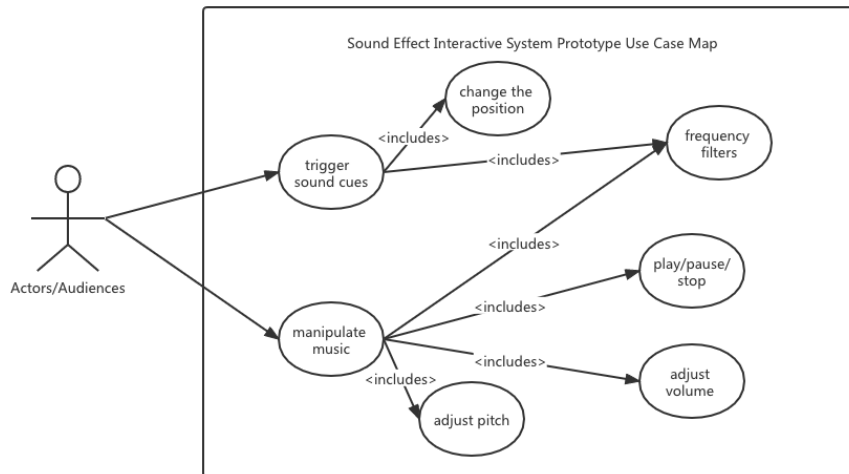 Sound Effect Interactive System Prototype Use Case Map
change the
position
<includes>
frequency
filters
<includes>
trigger
sound cues
<includes>
Actors/Audiences
play/pause/
stop
<includes>
manipulate
music
<includes>
adjust
volume
<includes>
adjust pitch